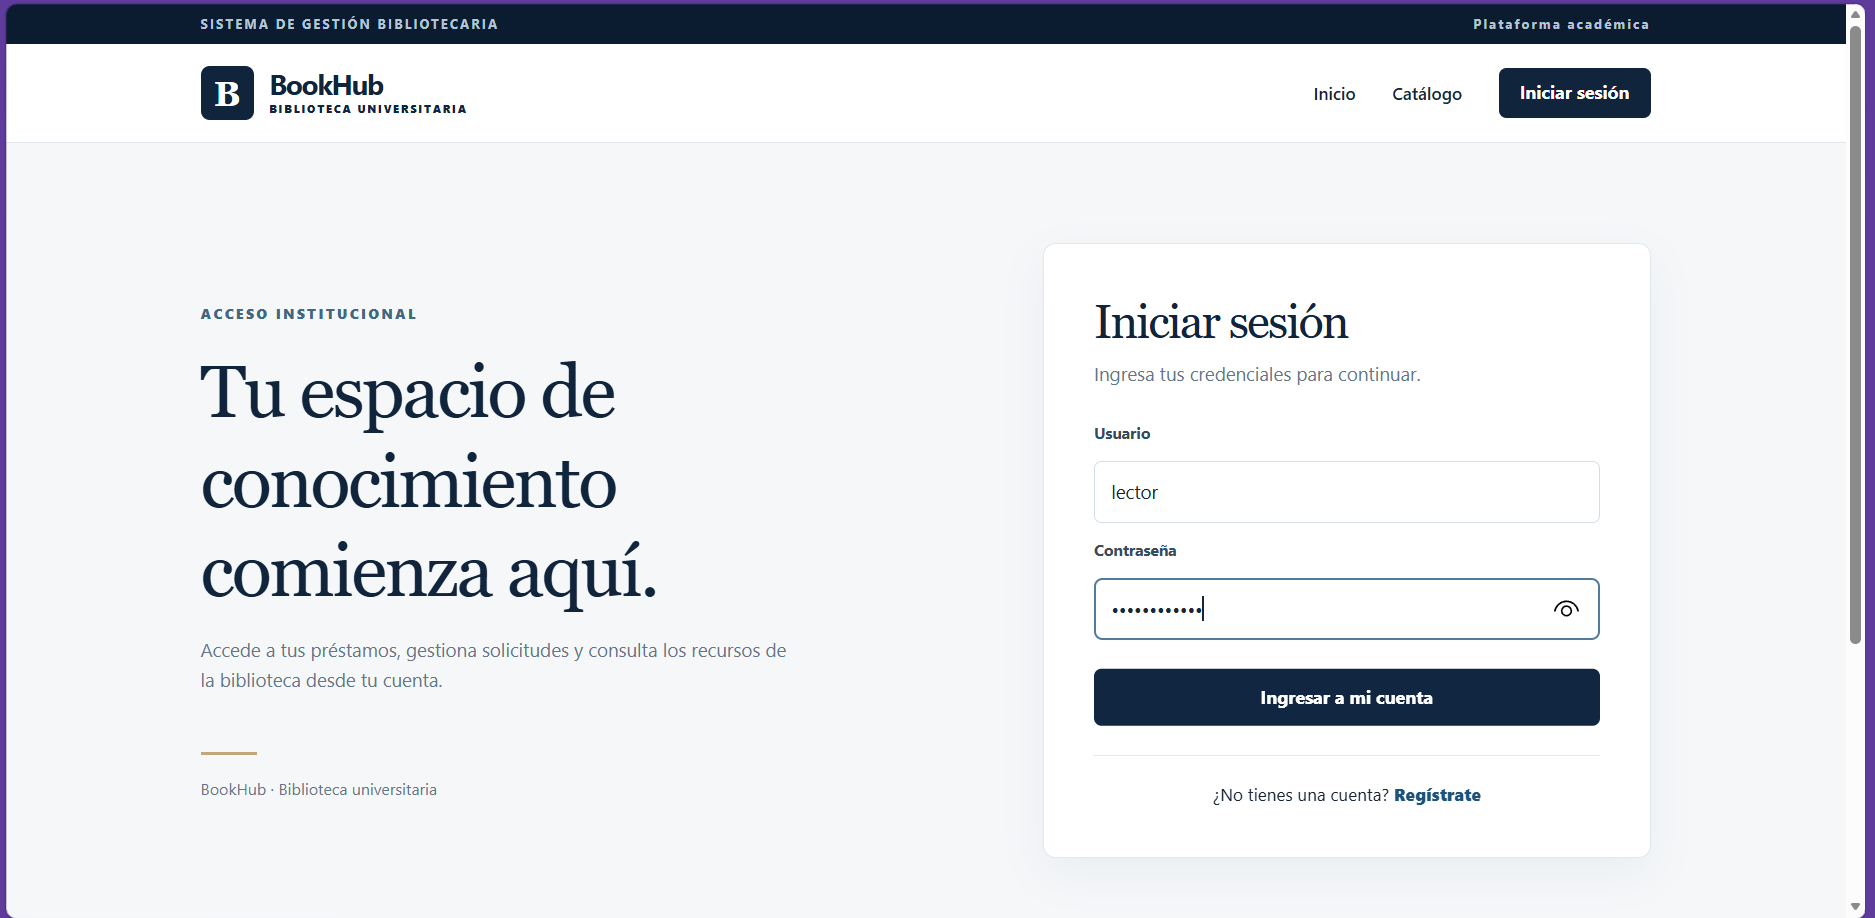 SISTEMA DE GESTIÓN BIBLIOTECARIA
Plataforma académica
B
BookHub
BIBLIOTECA UNIVERSITARIA
Inicio
Catálogo
Iniciar sesión
ACCESO INSTITUCIONAL
Tu espacio de
conocimiento
comienza aquí.
Accede a tus préstamos, gestiona solicitudes y consulta los recursos de
la biblioteca desde tu cuenta.
BookHub · Biblioteca universitaria
Iniciar sesión
Ingresa tus credenciales para continuar.
Usuario
lector
Contraseña
••••••••••••
Ingresar a mi cuenta
¿No tienes una cuenta? Regístrate